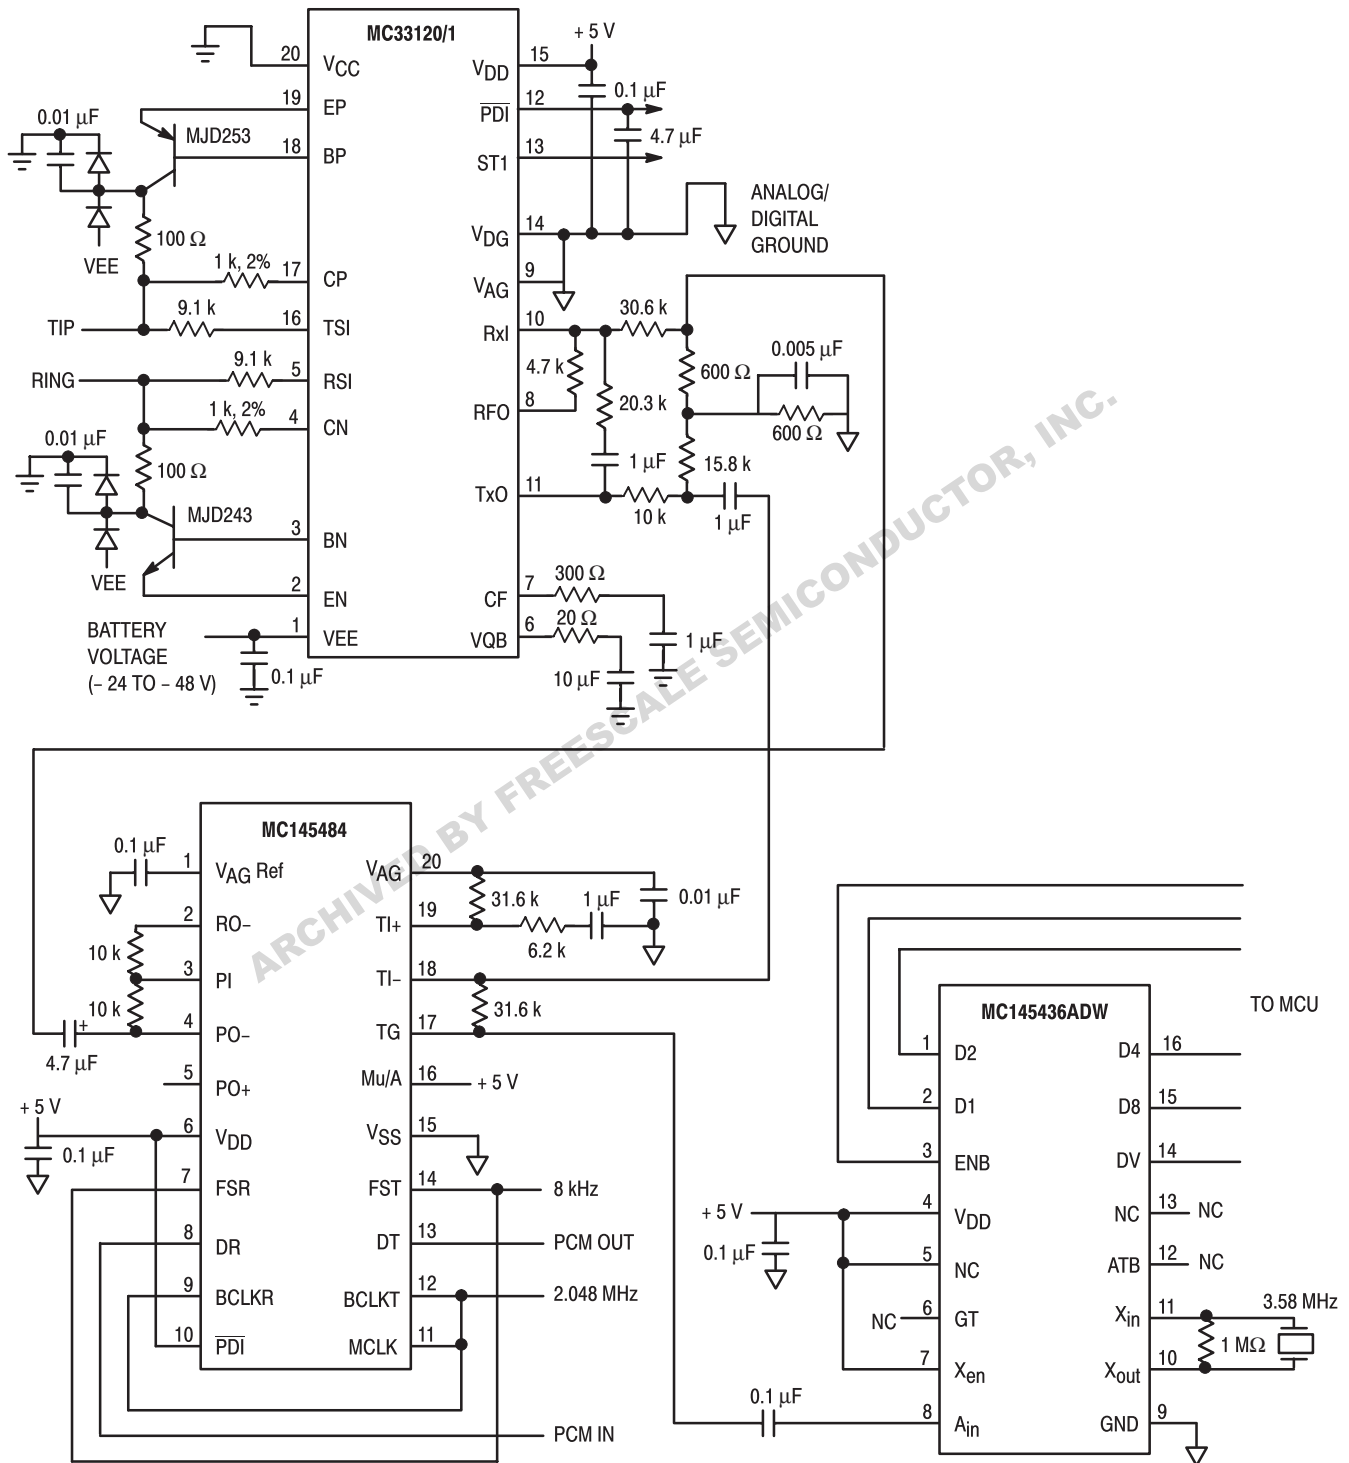 MC33120/1
20 VCC
19 EP
18 BP
17 CP
16 TSI
5 RSI
4 CN
3 BN
2 EN
1 VEE
VDD 15
PDI 12
ST1 13
VDG 14
VAG 9
RxI 10
RFO 8
TxO 11
CF 7
VQB 6
+ 5 V
0.1 µF
4.7 µF
ANALOG/
DIGITAL
GROUND
0.01 µF
MJD253
100 Ω
VEE
1 k, 2%
9.1 k
TIP
RING
9.1 k
1 k, 2%
0.01 µF
100 Ω
MJD243
VEE
BATTERY
VOLTAGE
(– 24 TO – 48 V)
0.1 µF
30.6 k
4.7 k
20.3 k
600 Ω
0.005 µF
600 Ω
1 µF
15.8 k
10 k
1 µF
300 Ω
20 Ω
1 µF
10 µF
ARCHIVED BY FREESCALE SEMICONDUCTOR, INC.
MC145484
0.1 µF
1 VAG Ref
2 RO–
10 k
3 PI
10 k
4 PO–
+
4.7 µF
5 PO+
+ 5 V
6 VDD
0.1 µF
7 FSR
8 DR
9 BCLKR
10 PDI
VAG 20
31.6 k
1 µF
0.01 µF
TI+ 19
6.2 k
TI– 18
31.6 k
TG 17
Mu/A 16
+ 5 V
VSS 15
FST 14
8 kHz
DT 13
PCM OUT
BCLKT 12
2.048 MHz
MCLK 11
PCM IN
MC145436ADW
TO MCU
1 D2
2 D1
3 ENB
4 VDD
+ 5 V
0.1 µF
5 NC
NC 6 GT
7 Xen
0.1 µF
8 Ain
D4 16
D8 15
DV 14
NC 13 NC
ATB 12 NC
Xin 11
3.58 MHz
1 MΩ
Xout 10
GND 9